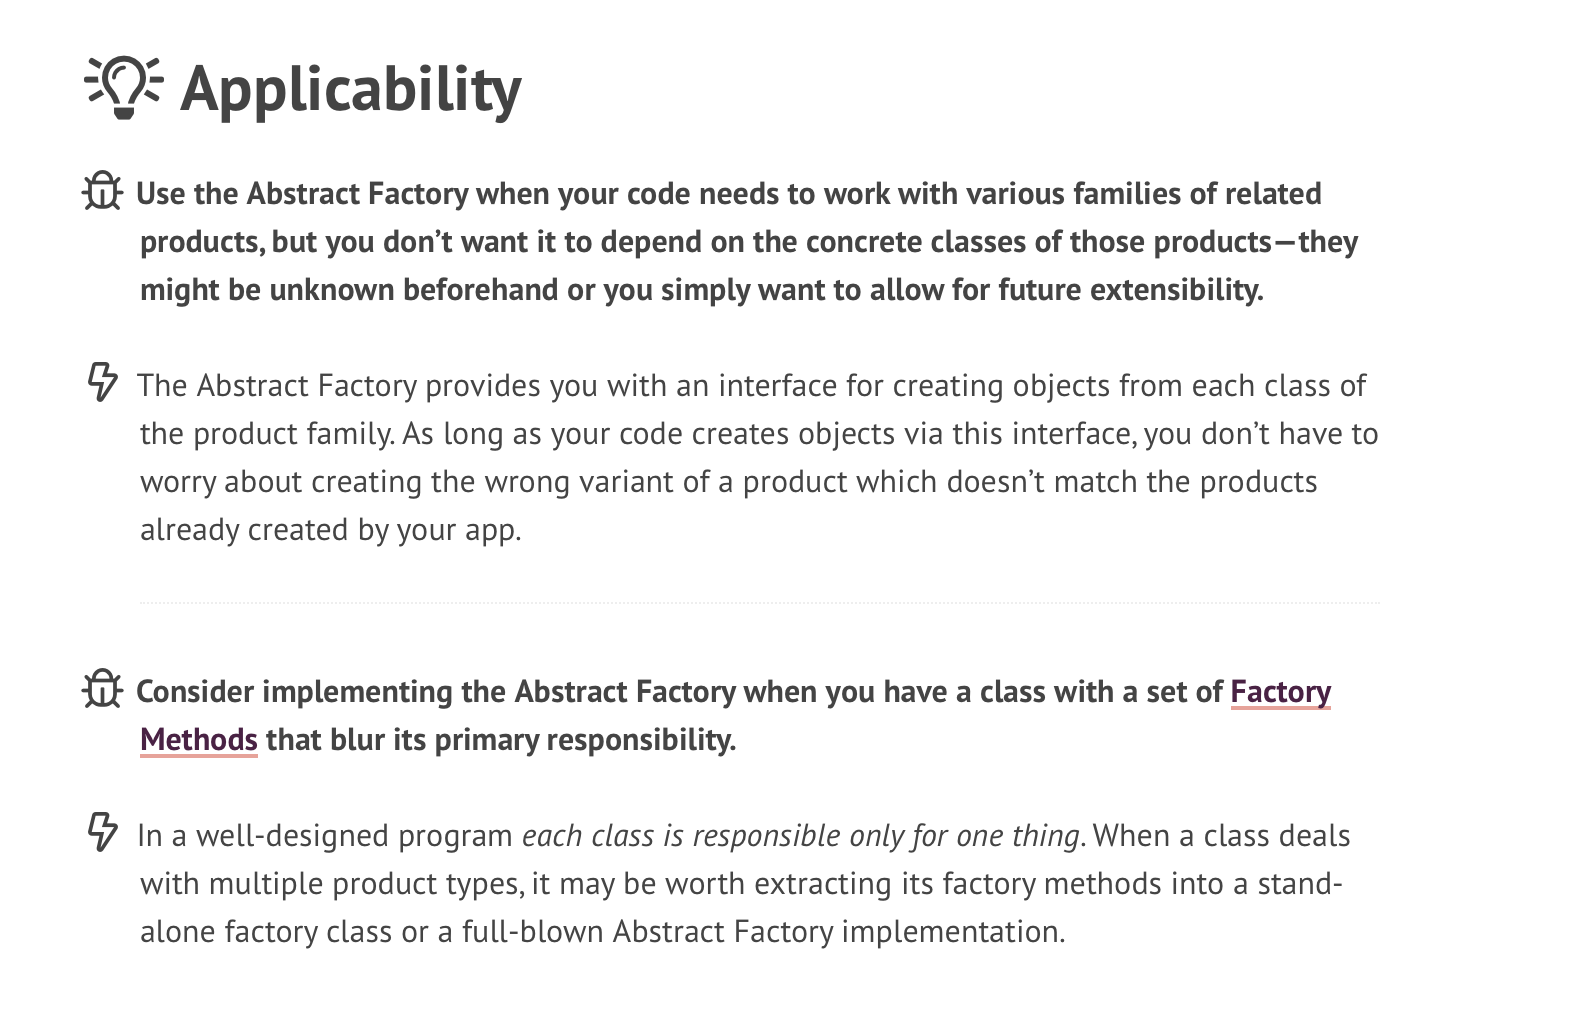 Applicability
Use the Abstract Factory when your code needs to work with various families of related
products, but you don’t want it to depend on the concrete classes of those products—they
might be unknown beforehand or you simply want to allow for future extensibility.
The Abstract Factory provides you with an interface for creating objects from each class of
the product family. As long as your code creates objects via this interface, you don’t have to
worry about creating the wrong variant of a product which doesn’t match the products
already created by your app.
Consider implementing the Abstract Factory when you have a class with a set of Factory
Methods that blur its primary responsibility.
In a well-designed program each class is responsible only for one thing. When a class deals
with multiple product types, it may be worth extracting its factory methods into a stand-
alone factory class or a full-blown Abstract Factory implementation.